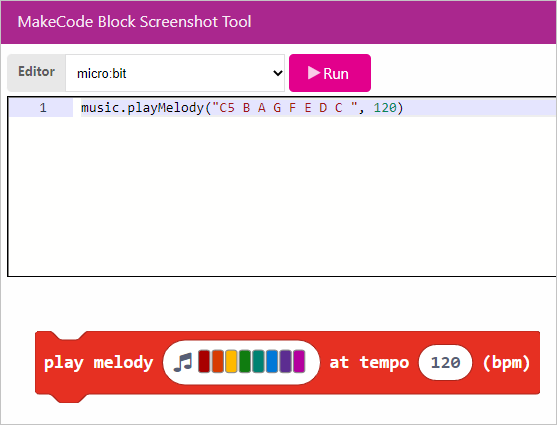 MakeCode Block Screenshot Tool
Editor micro:bit Run
1 music.playMelody("C5 B A G F E D C ", 120)
play melody at tempo 120 (bpm)